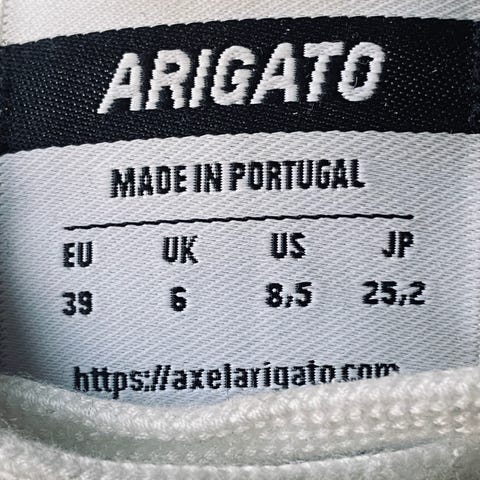 ARIGATO
MADE IN PORTUGAL
EU UK US JP
39 6 8,5 25,2
https://axelarigato.com